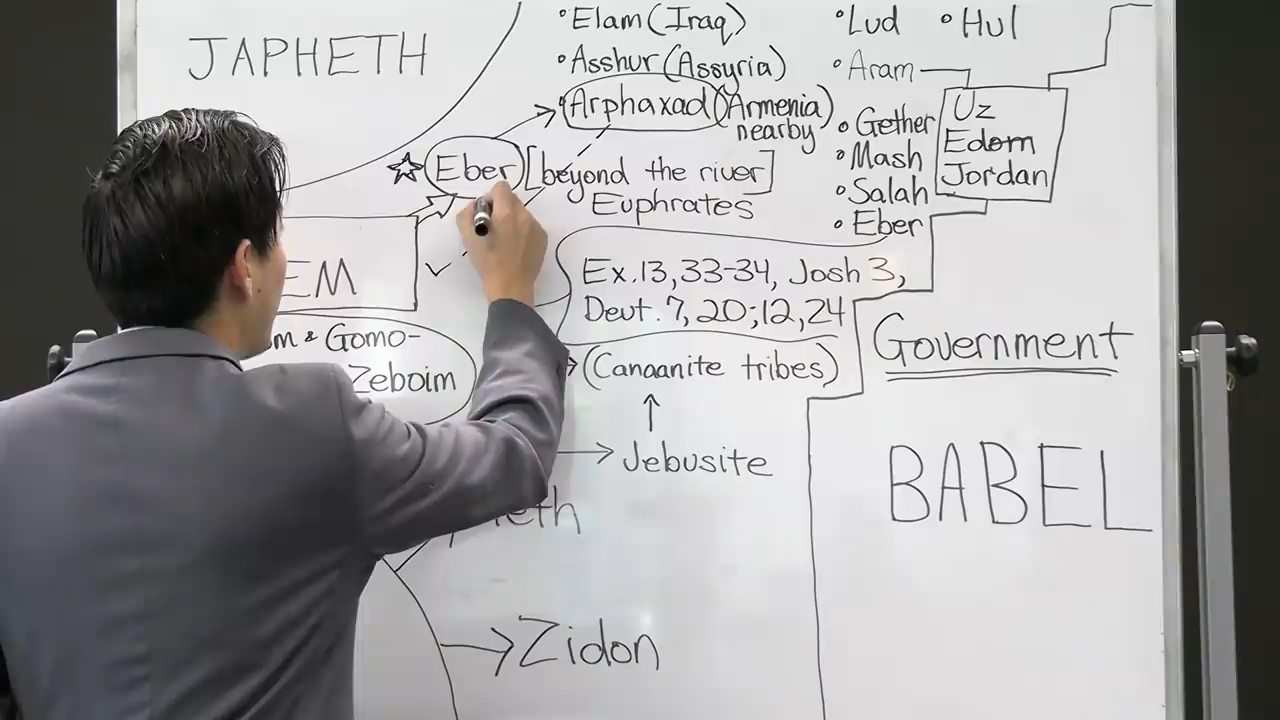 JAPHETH
• Elam (Iraq)
• Asshur (Assyria)
• Arphaxad (Armenia)
nearby
Eber [beyond the river]
Euphrates
• Lud • Hul
• Aram
• Gether
• Mash
• Salah
• Eber
Uz
Edom
Jordan
EM
Ex. 13, 33-34, Josh 3,
Deut. 7, 20; 12, 24
m & Gomo-
Zeboim
(Canaanite tribes)
Jebusite
eth
Zidon
Government
BABEL